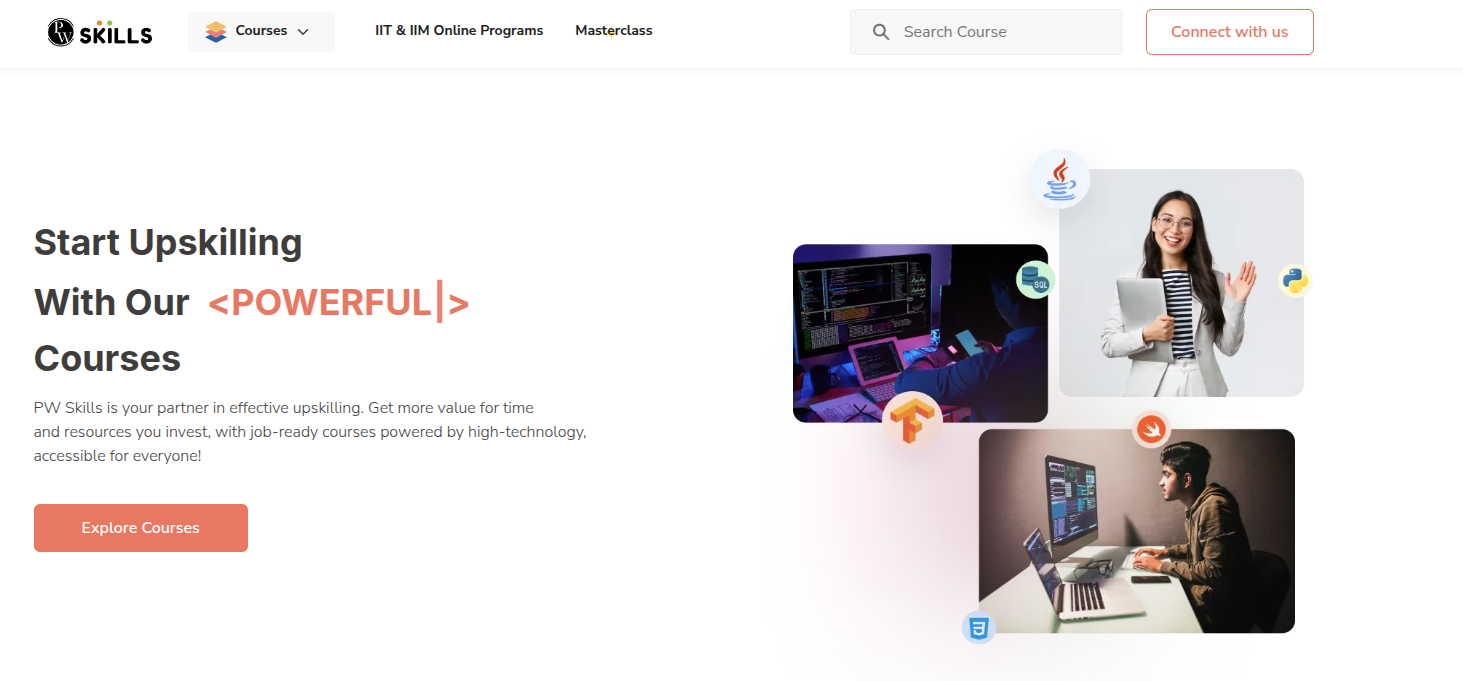 PW SKILLS
Courses
IIT & IIM Online Programs
Masterclass
Search Course
Connect with us
Start Upskilling
With Our <POWERFUL|>
Courses
PW Skills is your partner in effective upskilling. Get more value for time
and resources you invest, with job-ready courses powered by high-technology,
accessible for everyone!
Explore Courses
SQL